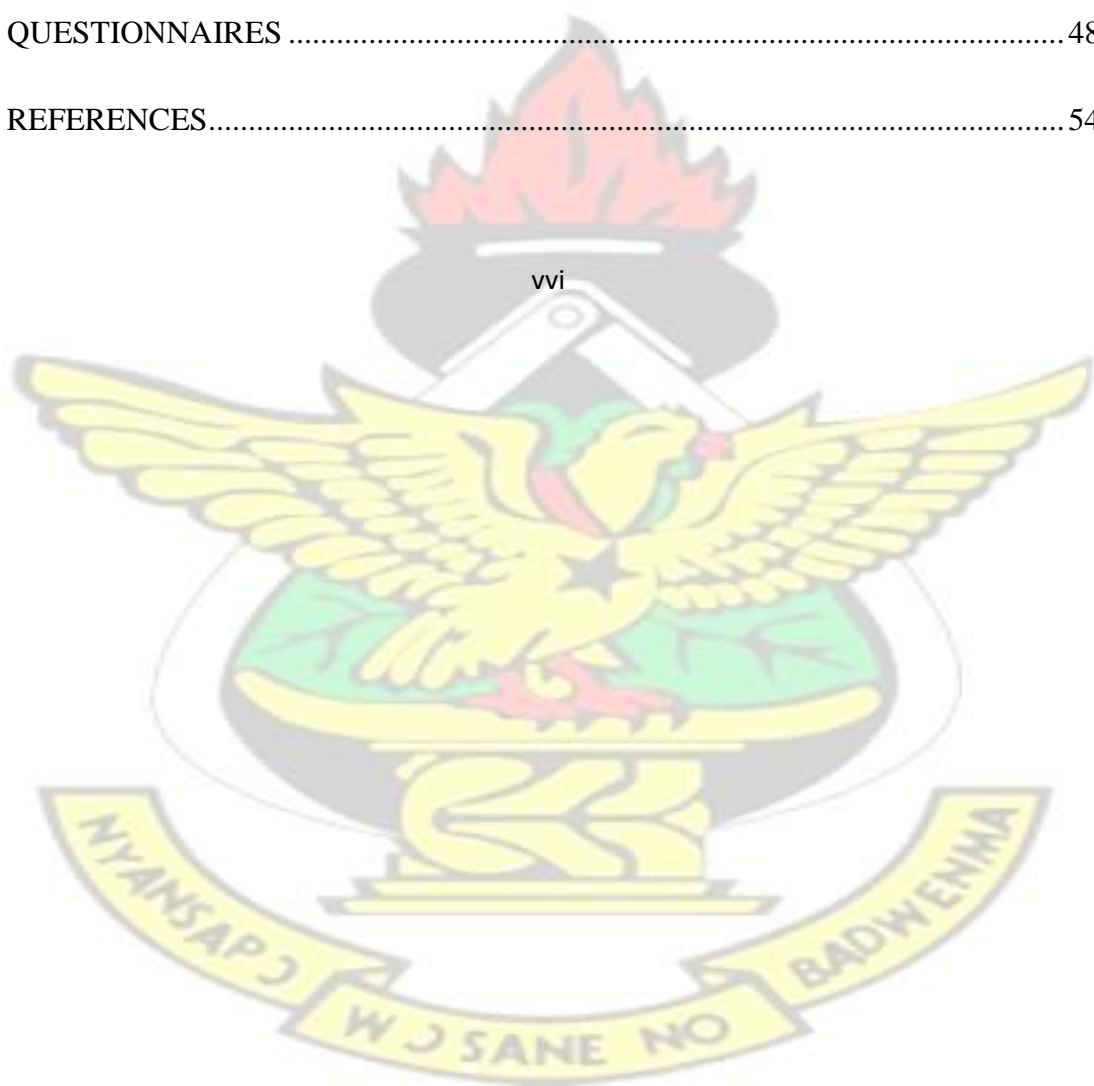 QUESTIONNAIRES ........................................................................................ 48
REFERENCES................................................................................................ 54
vvi
NYANSAPƆ
WƆSANE NO
BADWENMA